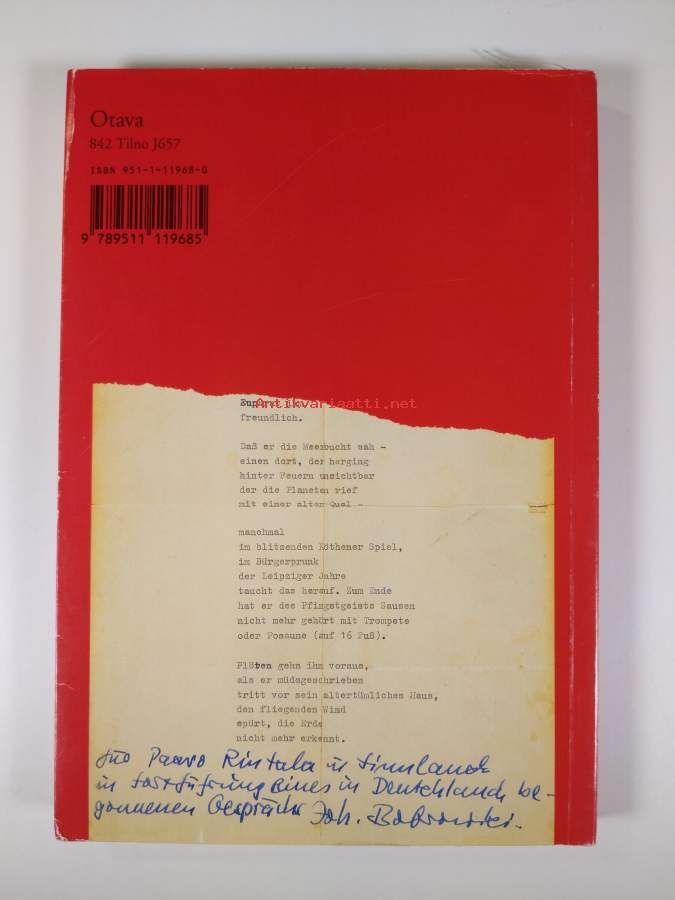 Otava
842 Tilno J657
ISBN 951-1-11968-0
9 789511 119685
Antikvariaatti.net
freundlich.
Daß er die Meerbucht sah -
einen dort, der herging
hinter Feuern unsichtbar
der die Planeten rief
mit einer alten Qual -
manchmal
im blitzenden Köthener Spiel,
im Bürgerprunk
der Leipziger Jahre
taucht das herauf. Zum Ende
hat er des Pfingstgeists Sausen
nicht mehr gehört mit Trompete
oder Posaune (auf 16 Fuß).
Flöten gehn ihm voraus,
als er müdegeschrieben
tritt vor sein altertümliches Haus,
den fliegenden Wind
spürt, die Erde
nicht mehr erkennt.
für Paavo Rintala in Finnland
in Fortführung eines in Deutschland be-
gonnenen Gesprächs Joh. Bobrowski.